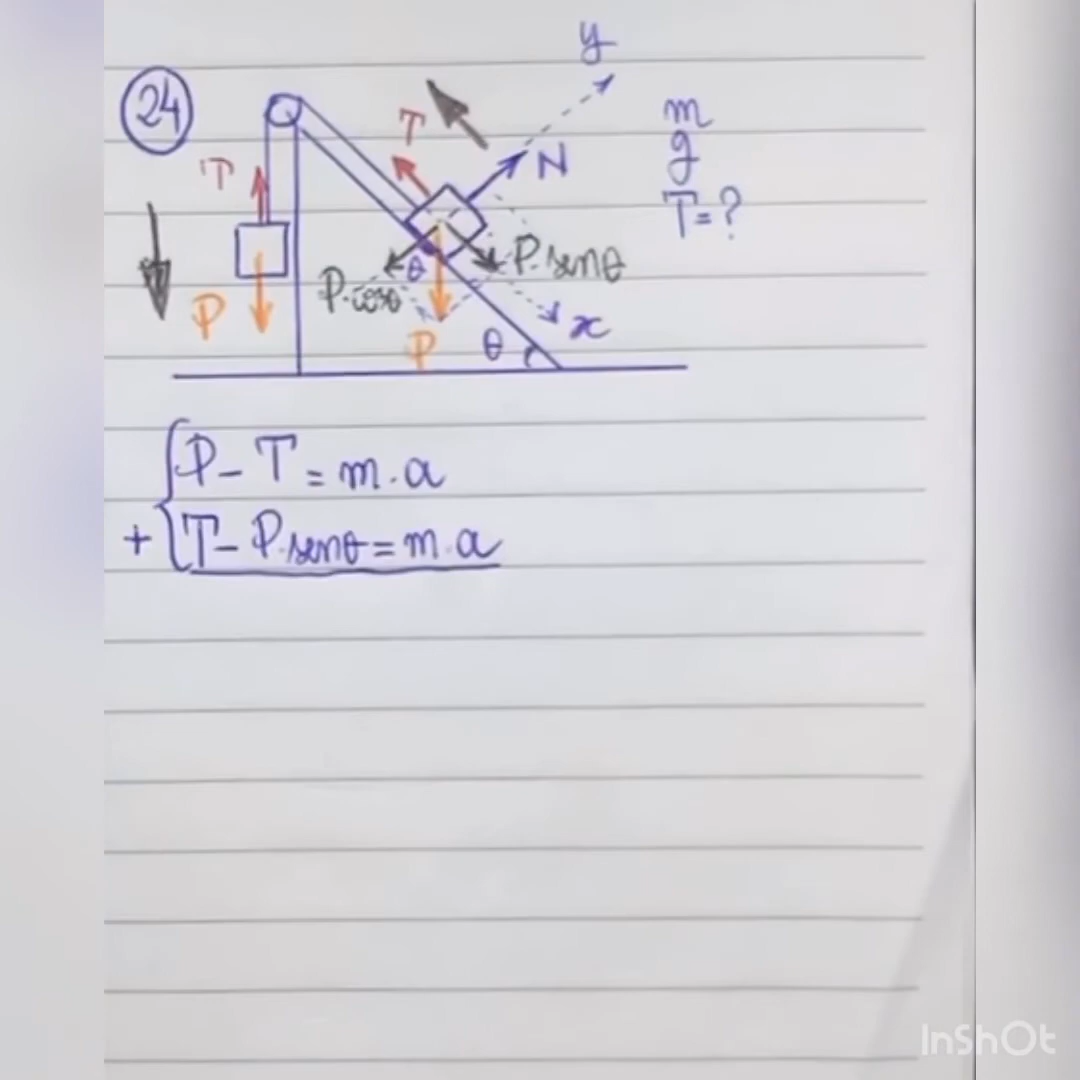 24
y
m
T
N
g
T
T = ?
P.senθ
θ
P.cosθ
P
x
P
θ
P - T = m.a
+ T - P.senθ = m.a
InShOt